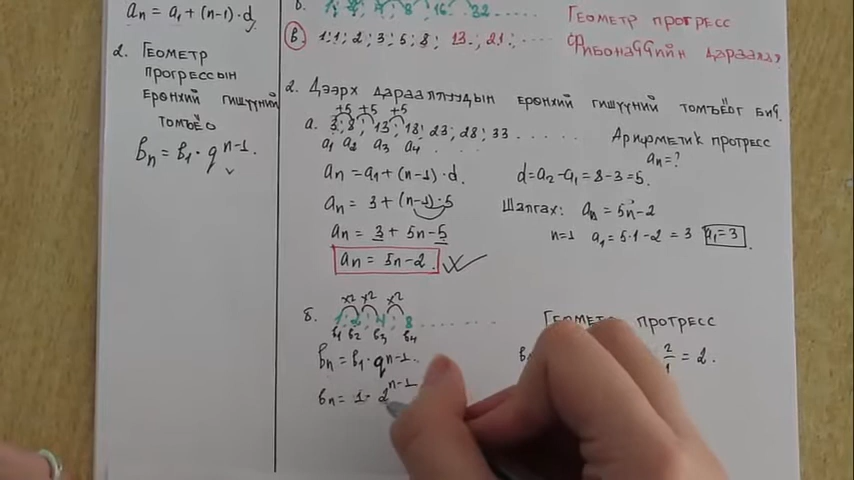 an = a1 + (n-1)·d
2. Геометр
прогрессын
ерөнхий гишүүний
томъёо
bn = b1 · q^n-1.
8 16 32 ......
Геометр прогресс
в. 1; 1; 2; 3; 5; 8; 13; 21; ......
Фибоначчийн дараалал
2. Дээрх дарааллуудын ерөнхий гишүүний томъёог бич.
+5 +5 +5
а. 3; 8; 13; 18; 23; 28; 33 ......
Арифметик прогресс
a1 a2 a3 a4 ....
an = ?
an = a1 + (n-1)·d.
d = a2 - a1 = 8 - 3 = 5.
an = 3 + (n-1)·5
Шалгах: an = 5n - 2
an = 3 + 5n - 5
n=1 a1 = 5·1 - 2 = 3 a1 = 3.
an = 5n - 2.
x2 x2 x2
б. 1; 2; 4; 8 ......
Геометр прогресс
b1 b2 b3 b4
bn = b1 · q^n-1.
2/1 = 2.
bn = 1 · 2^n-1